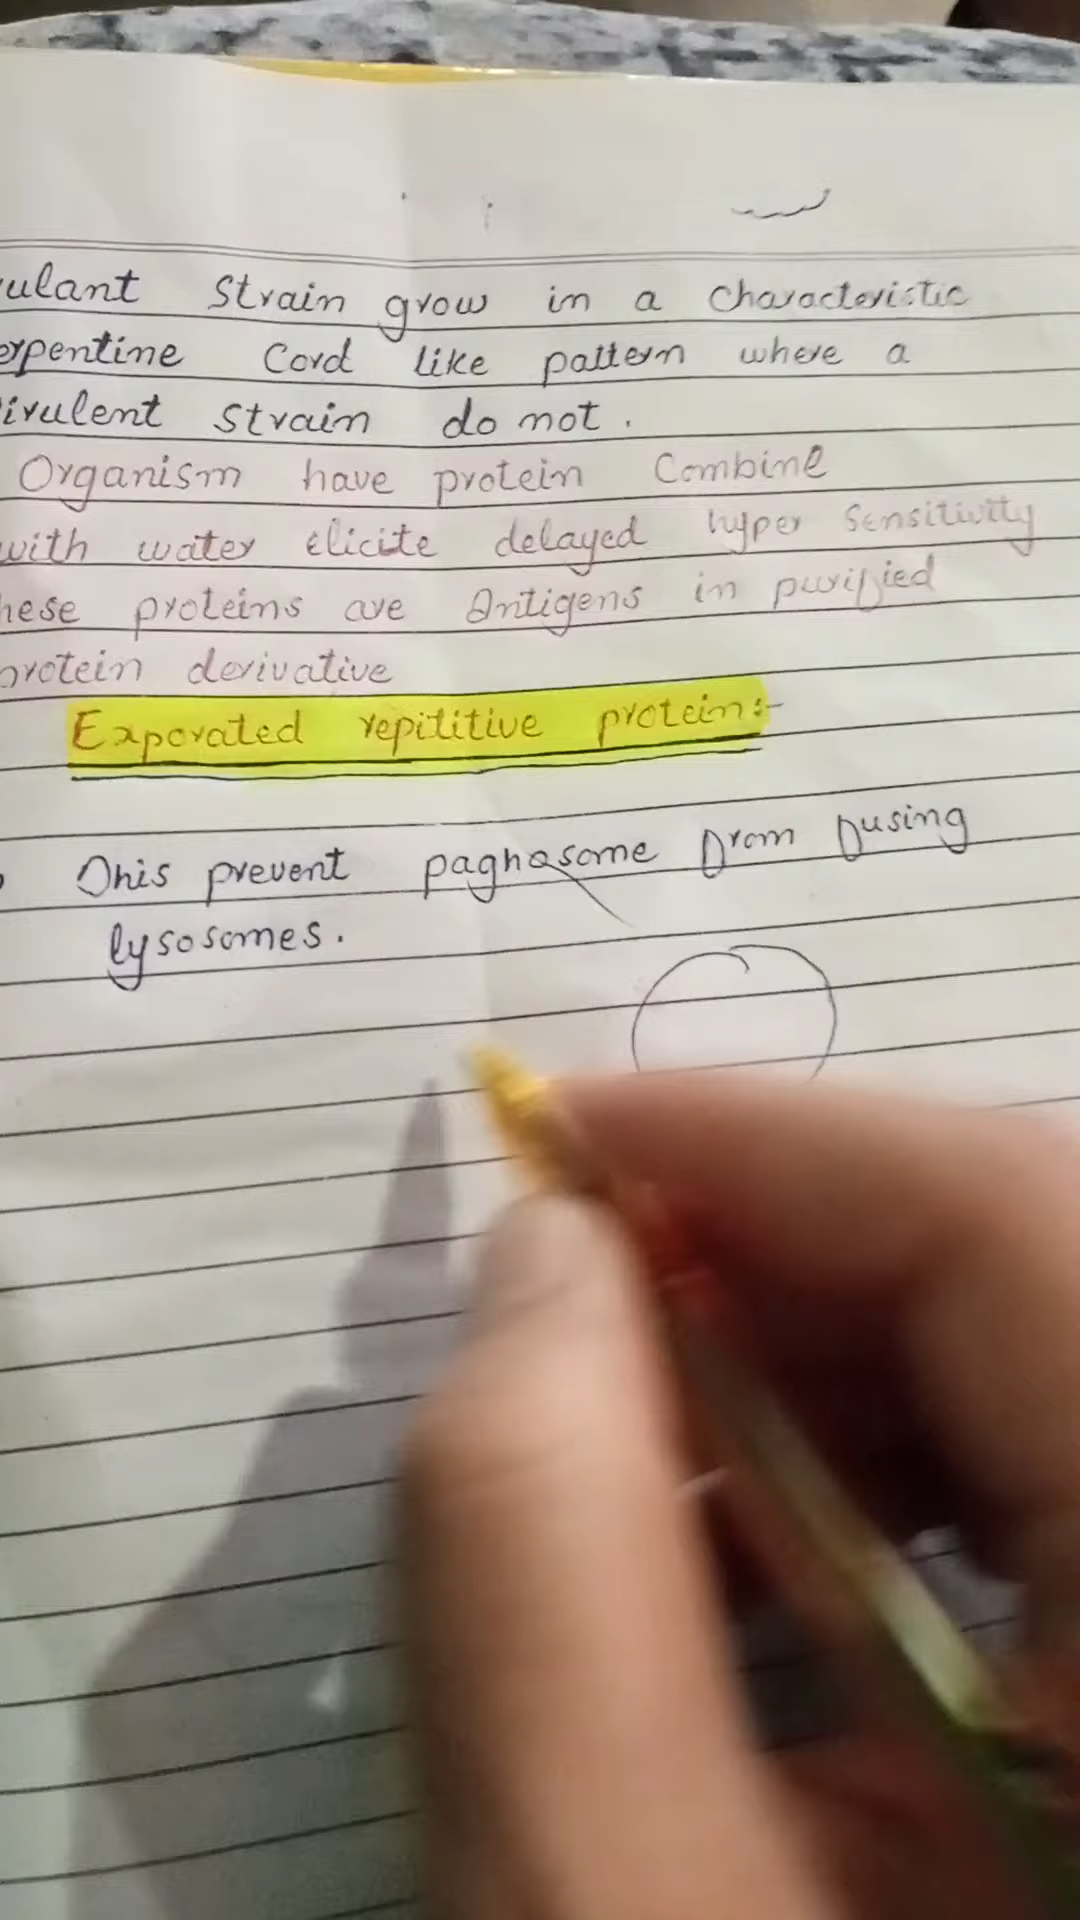 ulant Strain grow in a Characteristic
erpentine Cord like pattern where a
irulent strain do not.
Organism have protein Combine
with water elicite delayed hyper Sensitivity
hese proteins are Antigens in purified
protein derivative
Exporated repititive protein:-
This prevent paghasome from fusing
lysosomes.